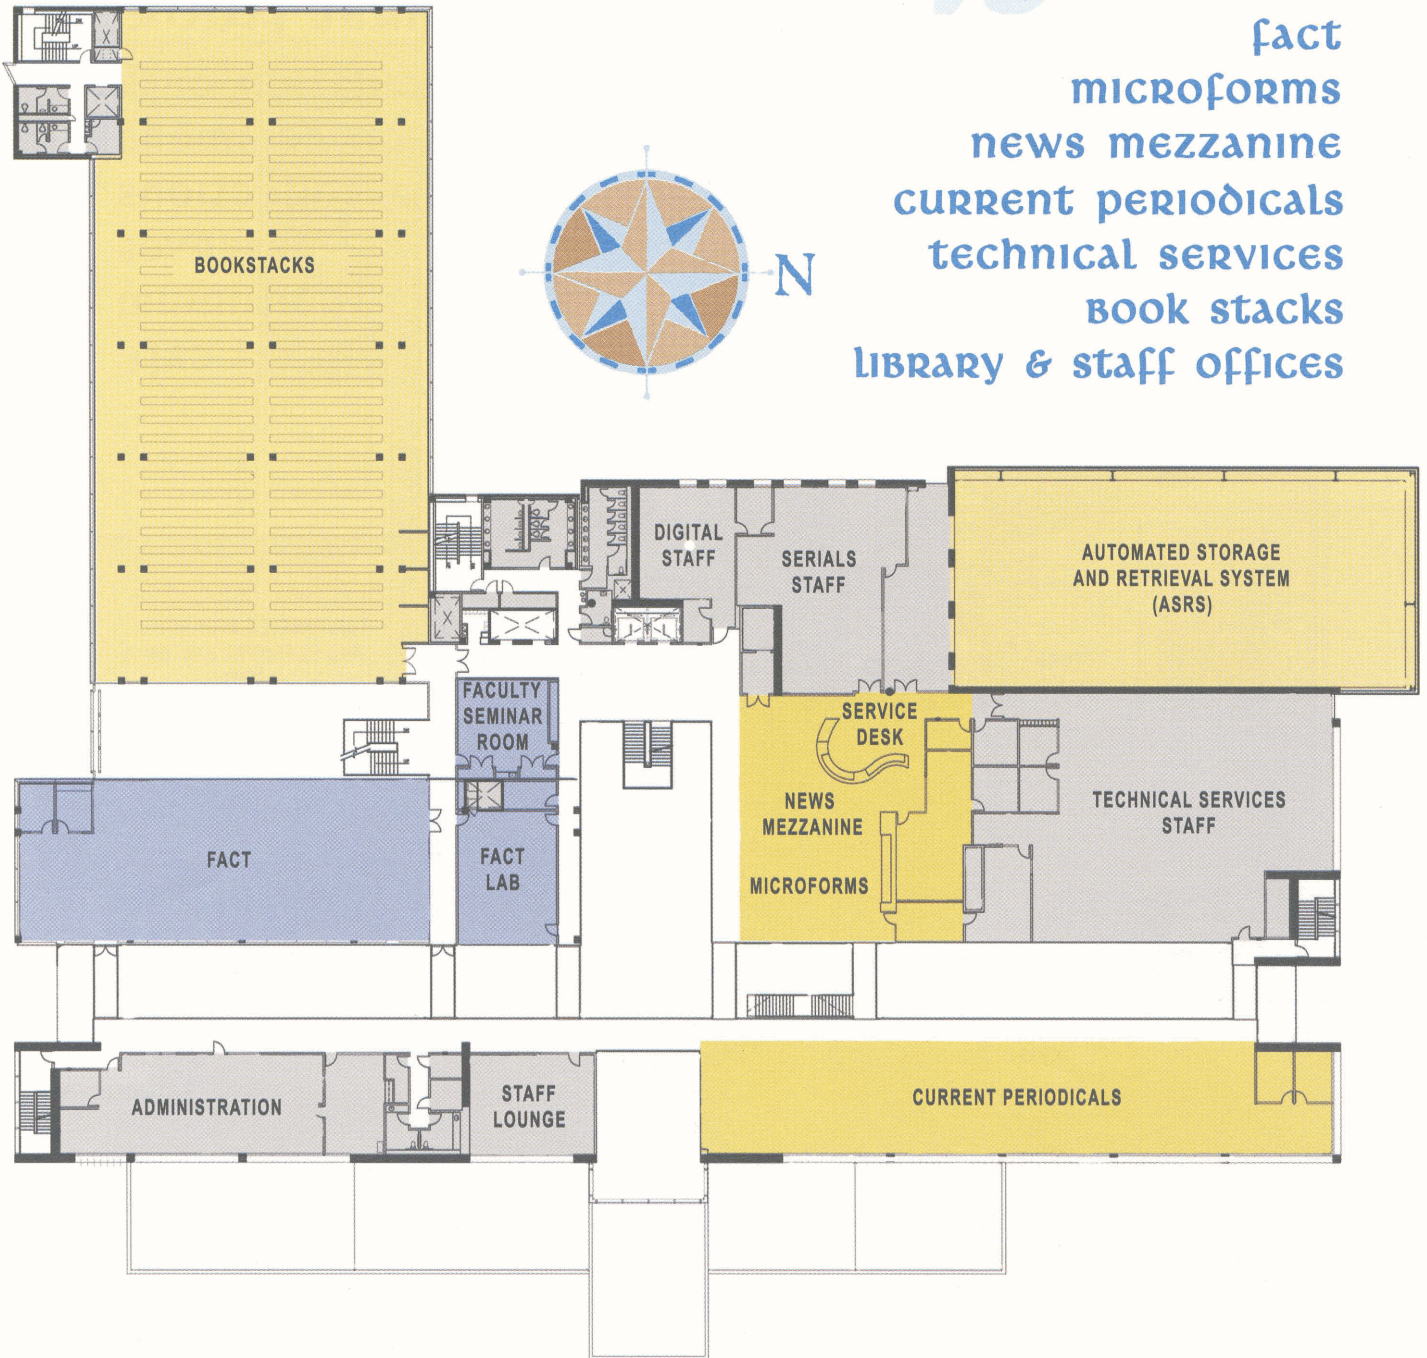 fact
microforms
news mezzanine
current periodicals
technical services
book stacks
library & staff offices
N
BOOKSTACKS
DIGITAL
STAFF
SERIALS
STAFF
AUTOMATED STORAGE
AND RETRIEVAL SYSTEM
(ASRS)
FACULTY
SEMINAR
ROOM
SERVICE
DESK
NEWS
MEZZANINE
MICROFORMS
TECHNICAL SERVICES
STAFF
FACT
FACT
LAB
ADMINISTRATION
STAFF
LOUNGE
CURRENT PERIODICALS